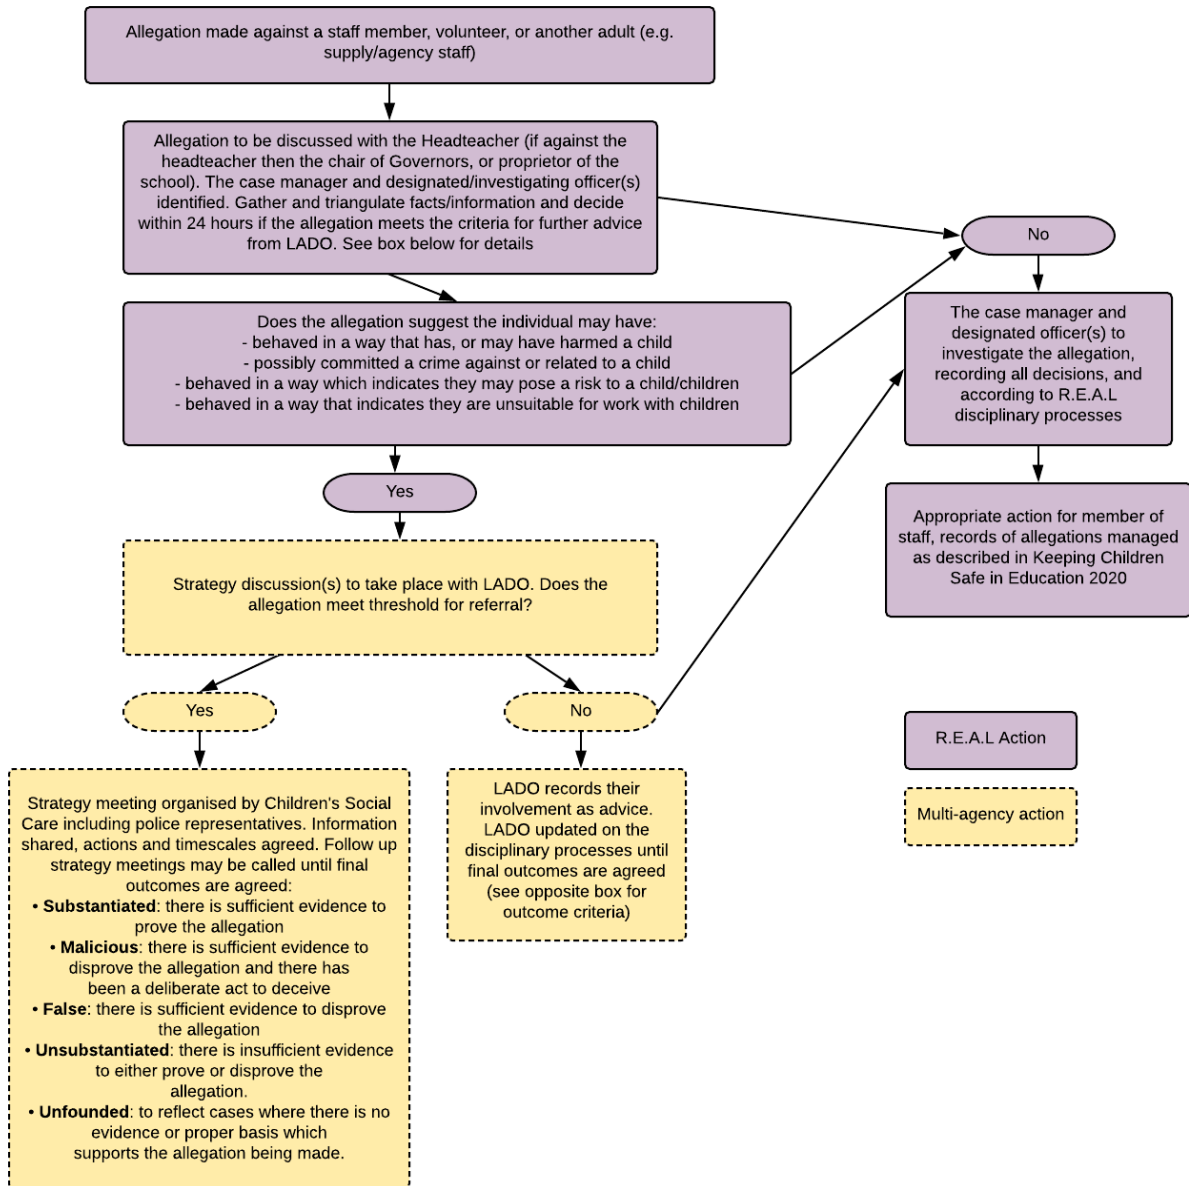 Allegation made against a staff member, volunteer, or another adult (e.g.
supply/agency staff)
Allegation to be discussed with the Headteacher (if against the
headteacher then the chair of Governors, or proprietor of the
school). The case manager and designated/investigating officer(s)
identified. Gather and triangulate facts/information and decide
within 24 hours if the allegation meets the criteria for further advice
from LADO. See box below for details
No
Does the allegation suggest the individual may have:
- behaved in a way that has, or may have harmed a child
- possibly committed a crime against or related to a child
- behaved in a way which indicates they may pose a risk to a child/children
- behaved in a way that indicates they are unsuitable for work with children
The case manager and
designated officer(s) to
investigate the allegation,
recording all decisions, and
according to R.E.A.L
disciplinary processes
Yes
Appropriate action for member of
staff, records of allegations managed
as described in Keeping Children
Safe in Education 2020
Strategy discussion(s) to take place with LADO. Does the
allegation meet threshold for referral?
Yes
No
R.E.A.L Action
Multi-agency action
Strategy meeting organised by Children's Social
Care including police representatives. Information
shared, actions and timescales agreed. Follow up
strategy meetings may be called until final
outcomes are agreed:
• Substantiated: there is sufficient evidence to
prove the allegation
• Malicious: there is sufficient evidence to
disprove the allegation and there has
been a deliberate act to deceive
• False: there is sufficient evidence to disprove
the allegation
• Unsubstantiated: there is insufficient evidence
to either prove or disprove the
allegation.
• Unfounded: to reflect cases where there is no
evidence or proper basis which
supports the allegation being made.
LADO records their
involvement as advice.
LADO updated on the
disciplinary processes until
final outcomes are agreed
(see opposite box for
outcome criteria)